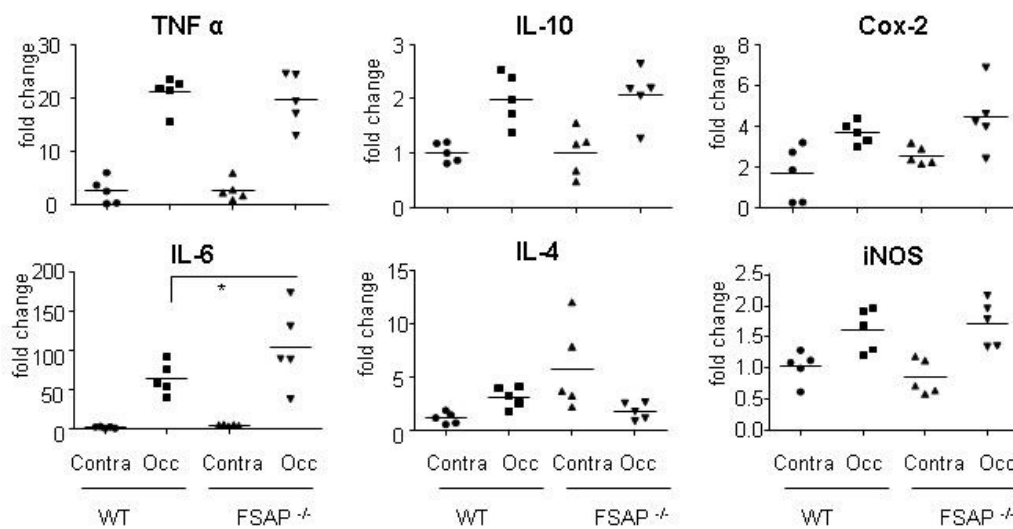 TNF α
fold change
30
20
10
0
IL-10
fold change
3
2
1
0
Cox-2
fold change
8
6
4
2
0
IL-6
fold change
200
150
100
50
0
*
Contra Occ Contra Occ
WT FSAP -/-
IL-4
fold change
15
10
5
0
Contra Occ Contra Occ
WT FSAP -/-
iNOS
fold change
2.5
2.0
1.5
1.0
0.5
0.0
Contra Occ Contra Occ
WT FSAP -/-